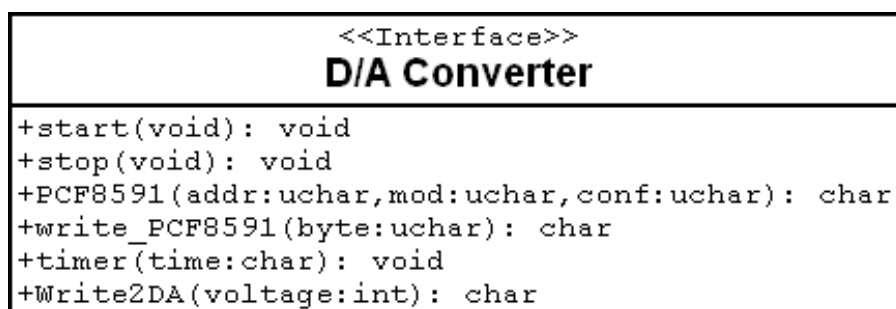 <<Interface>>
D/A Converter
+start(void): void
+stop(void): void
+PCF8591(addr:uchar,mod:uchar,conf:uchar): char
+write_PCF8591(byte:uchar): char
+timer(time:char): void
+Write2DA(voltage:int): char